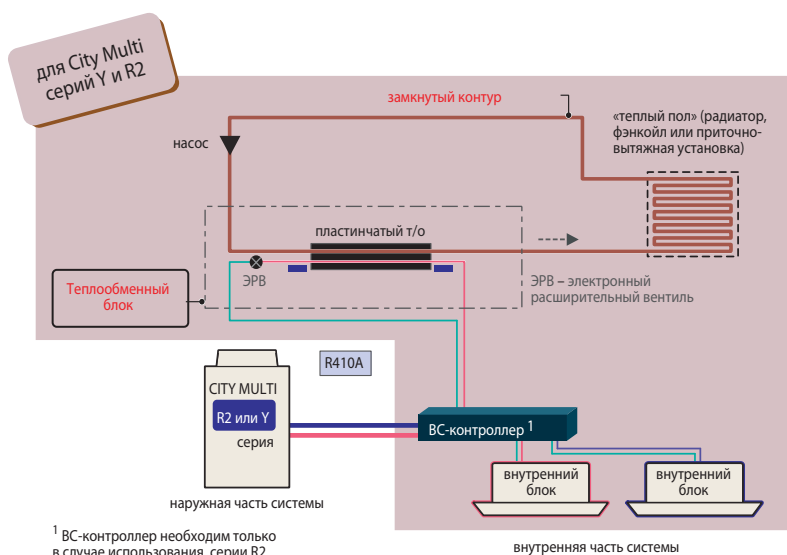 для City Multi
серий Y и R2
замкнутый контур
«теплый пол» (радиатор,
фэнкойл или приточно-
вытяжная установка)
насос
пластинчатый т/о
ЭРВ
ЭРВ – электронный
расширительный вентиль
Теплообменный
блок
R410A
CITY MULTI
R2 или Y
серия
ВС-контроллер 1
внутренний
блок
внутренний
блок
наружная часть системы
1 ВС-контроллер необходим только
в случае использования серии R2
внутренняя часть системы